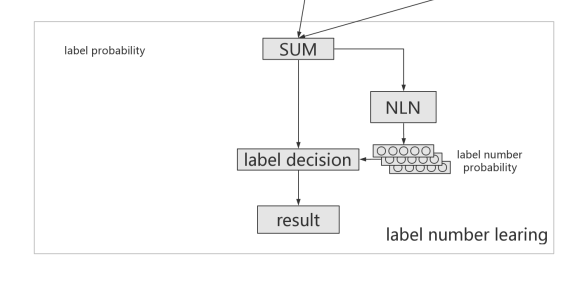 SUM
label probability
NLN
label decision
label number
probability
result
label number learing